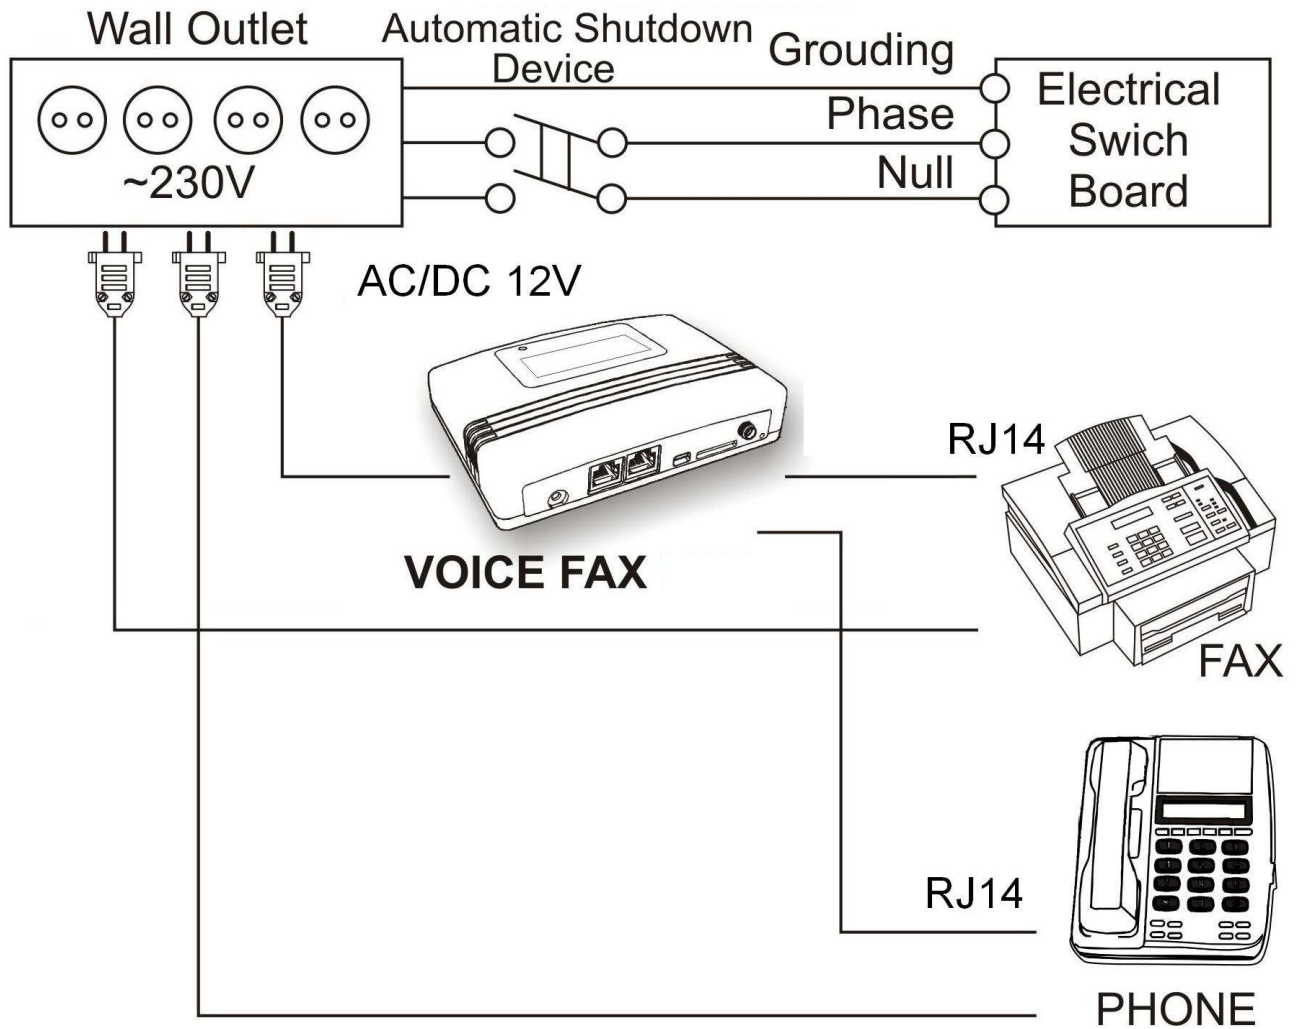 Wall Outlet
Automatic Shutdown
Device
Grouding
Phase
Null
Electrical
Swich
Board
~230V
AC/DC 12V
RJ14
VOICE FAX
FAX
RJ14
PHONE